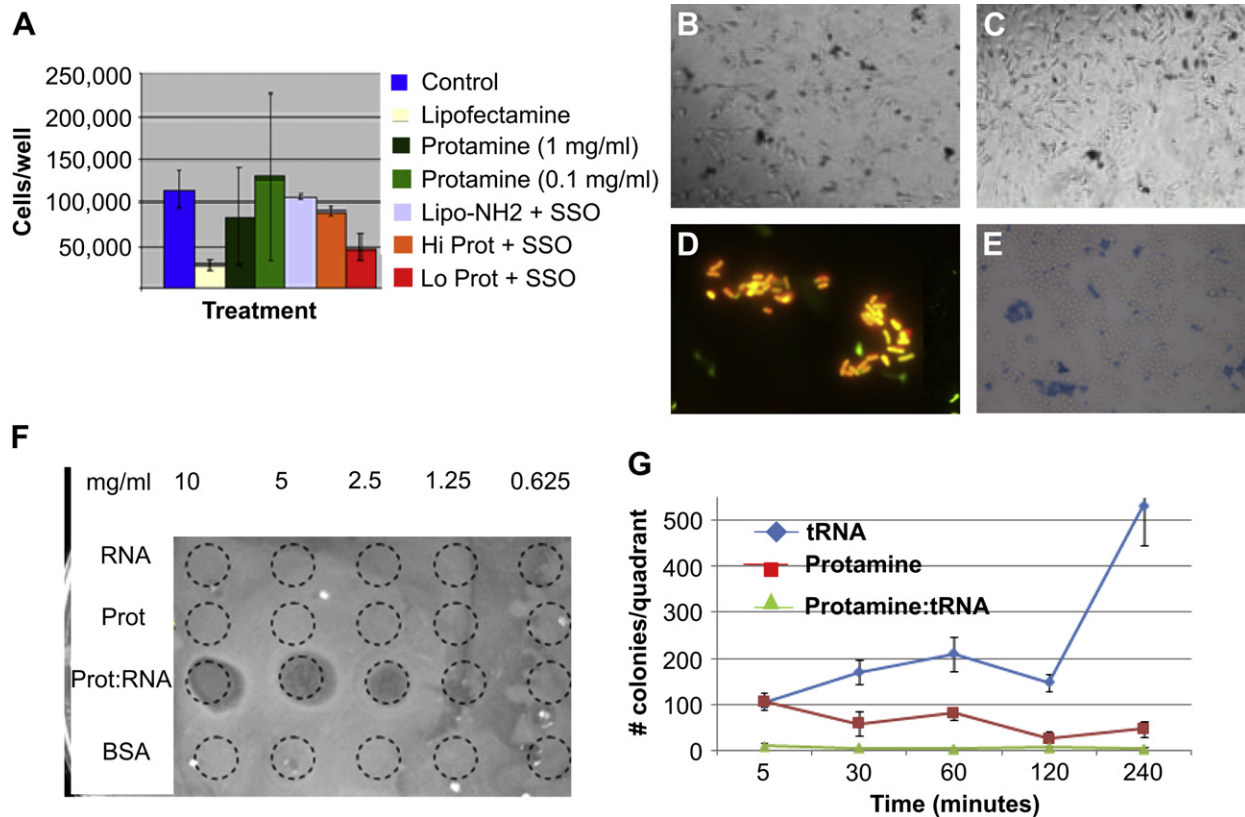 A
250,000
200,000
150,000
100,000
50,000
Cells/well
Treatment
Control
Lipofectamine
Protamine (1 mg/ml)
Protamine (0.1 mg/ml)
Lipo-NH2 + SSO
Hi Prot + SSO
Lo Prot + SSO
B
C
D
E
F
mg/ml 10 5 2.5 1.25 0.625
RNA
Prot
Prot:RNA
BSA
G
# colonies/quadrant
500
400
300
200
100
0
tRNA
Protamine
Protamine:tRNA
5 30 60 120 240
Time (minutes)